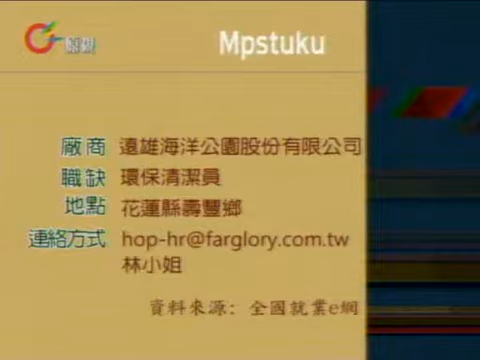 Mpstuku
廠商 遠雄海洋公園股份有限公司
職缺 環保清潔員
地點 花蓮縣壽豐鄉
連絡方式 hop-hr@farglory.com.tw
林小姐
資料來源: 全國就業e網